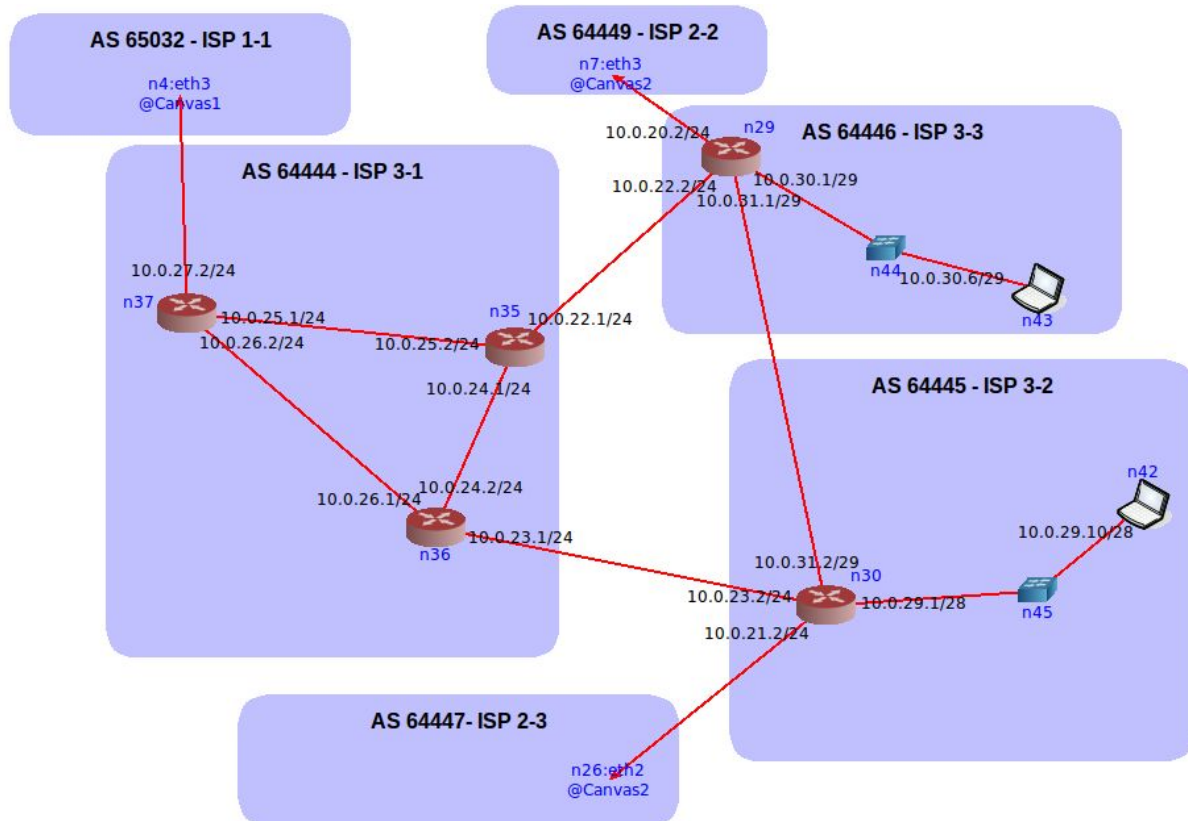 AS 65032 - ISP 1-1
n4:eth3
@Canvas1
AS 64449 - ISP 2-2
n7:eth3
@Canvas2
10.0.20.2/24
n29
AS 64446 - ISP 3-3
10.0.22.2/24
10.0.30.1/29
10.0.31.1/29
n44
10.0.30.6/29
n43
AS 64444 - ISP 3-1
10.0.27.2/24
n37
10.0.25.1/24
10.0.26.2/24
n35
10.0.22.1/24
10.0.25.2/24
10.0.24.1/24
10.0.24.2/24
10.0.26.1/24
10.0.23.1/24
n36
AS 64445 - ISP 3-2
n42
10.0.29.10/28
10.0.31.2/29
n30
10.0.23.2/24
10.0.29.1/28
n45
10.0.21.2/24
AS 64447- ISP 2-3
n26:eth2
@Canvas2